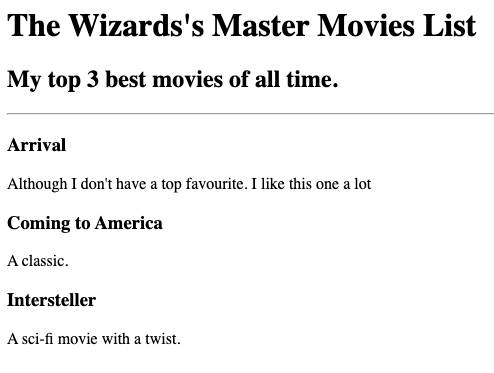 The Wizards's Master Movies List
My top 3 best movies of all time.
Arrival
Although I don't have a top favourite. I like this one a lot
Coming to America
A classic.
Intersteller
A sci-fi movie with a twist.